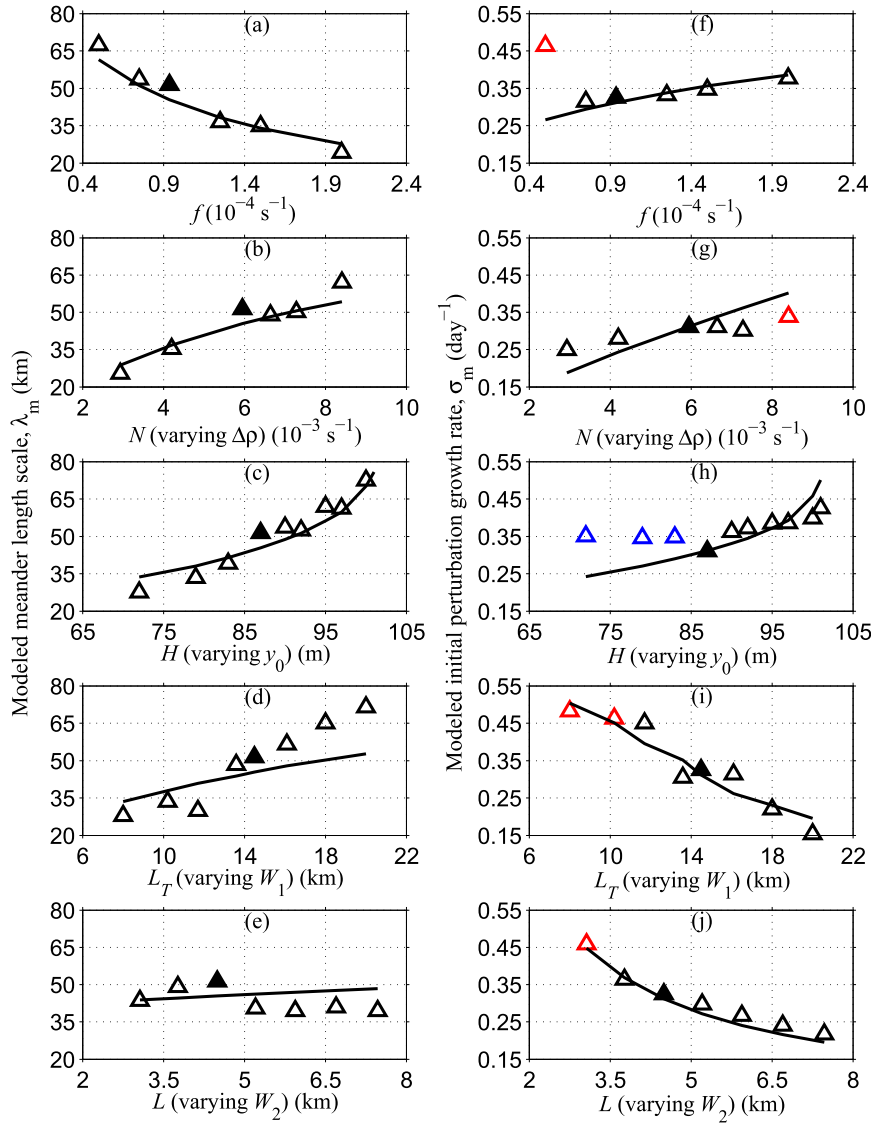 Modeled meander length scale, λm (km)
(a)
80
65
50
35
20
0.4 0.9 1.4 1.9 2.4
f (10−4 s−1)
(b)
80
65
50
35
20
2 4 6 8 10
N (varying Δρ) (10−3 s−1)
(c)
80
65
50
35
20
65 75 85 95 105
H (varying y0) (m)
(d)
80
65
50
35
20
6 10 14 18 22
LT (varying W1) (km)
(e)
80
65
50
35
20
2 3.5 5 6.5 8
L (varying W2) (km)
Modeled initial perturbation growth rate, σm (day−1)
(f)
0.55
0.45
0.35
0.25
0.15
0.4 0.9 1.4 1.9 2.4
f (10−4 s−1)
(g)
0.55
0.45
0.35
0.25
0.15
2 4 6 8 10
N (varying Δρ) (10−3 s−1)
(h)
0.55
0.45
0.35
0.25
0.15
65 75 85 95 105
H (varying y0) (m)
(i)
0.55
0.45
0.35
0.25
0.15
6 10 14 18 22
LT (varying W1) (km)
(j)
0.55
0.45
0.35
0.25
0.15
2 3.5 5 6.5 8
L (varying W2) (km)